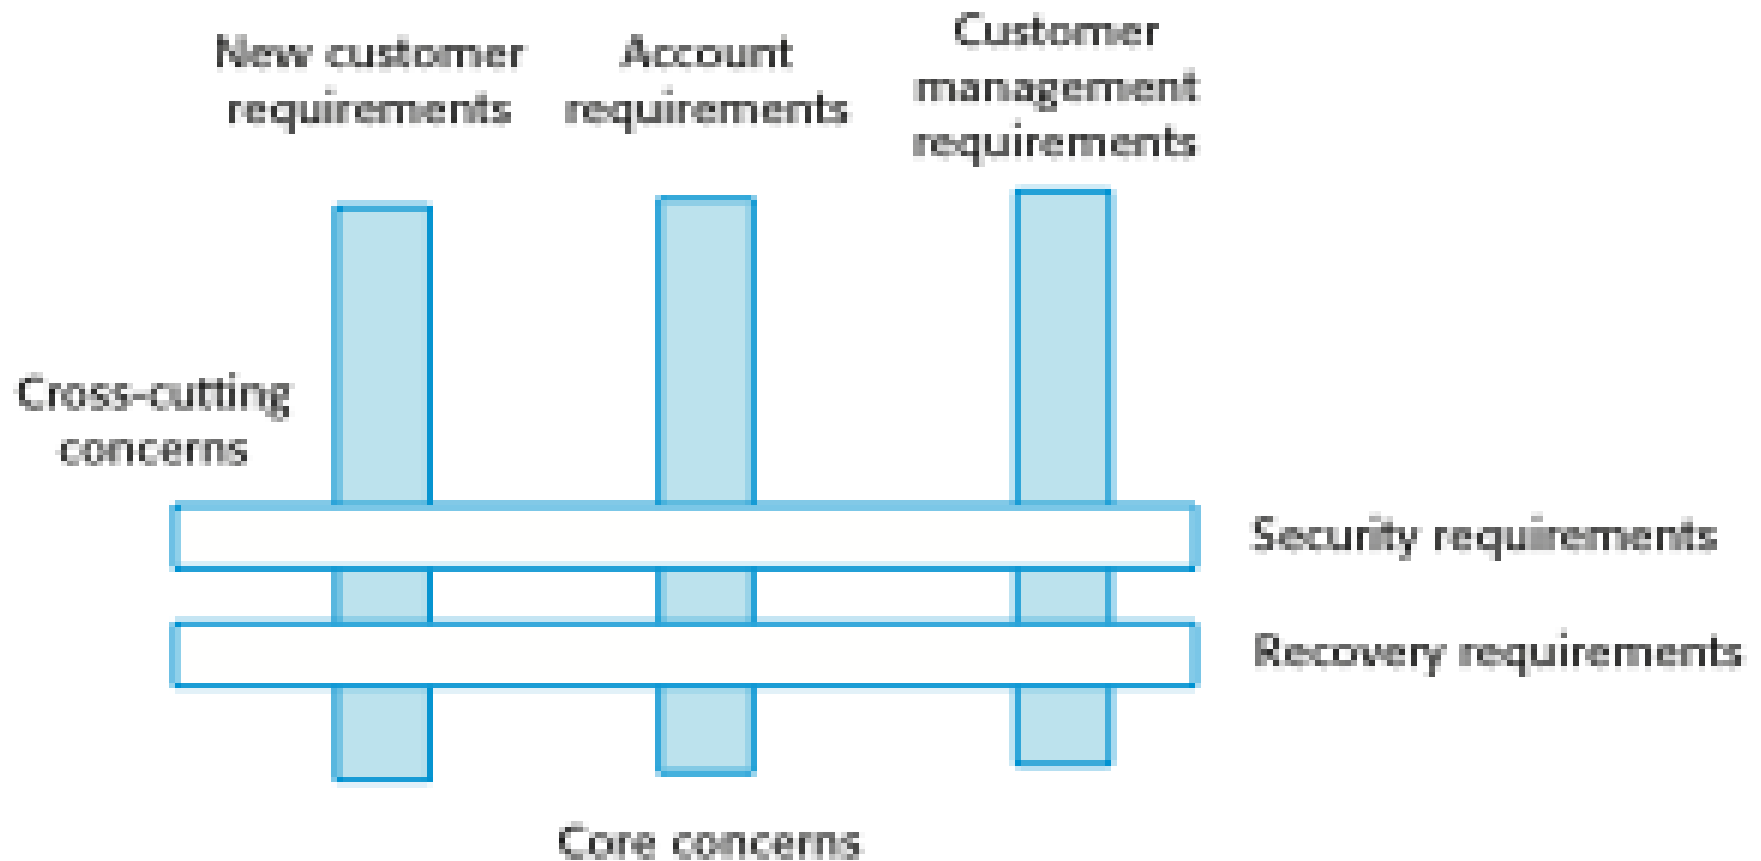 New customer
requirements
Account
requirements
Customer
management
requirements
Cross-cutting
concerns
Security requirements
Recovery requirements
Core concerns